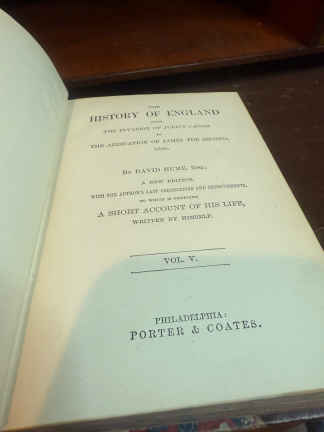 THE
HISTORY OF ENGLAND
FROM
THE INVASION OF JULIUS CAESAR
TO
THE ABDICATION OF JAMES THE SECOND,
1688.
BY DAVID HUME, ESQ.
A NEW EDITION,
WITH THE AUTHOR'S LAST CORRECTIONS AND IMPROVEMENTS.
TO WHICH IS PREFIXED
A SHORT ACCOUNT OF HIS LIFE,
WRITTEN BY HIMSELF.
VOL. V.
PHILADELPHIA:
PORTER & COATES.